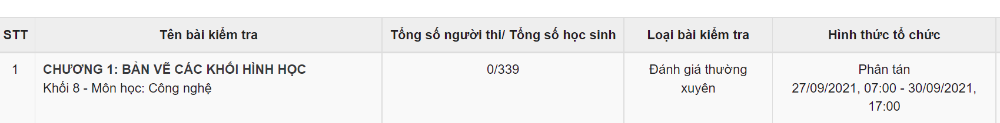 STT
Tên bài kiểm tra
Tổng số người thi/ Tổng số học sinh
Loại bài kiểm tra
Hình thức tổ chức
1
CHƯƠNG 1: BẢN VẼ CÁC KHỐI HÌNH HỌC
Khối 8 - Môn học: Công nghệ
0/339
Đánh giá thường
xuyên
Phân tán
27/09/2021, 07:00 - 30/09/2021,
17:00